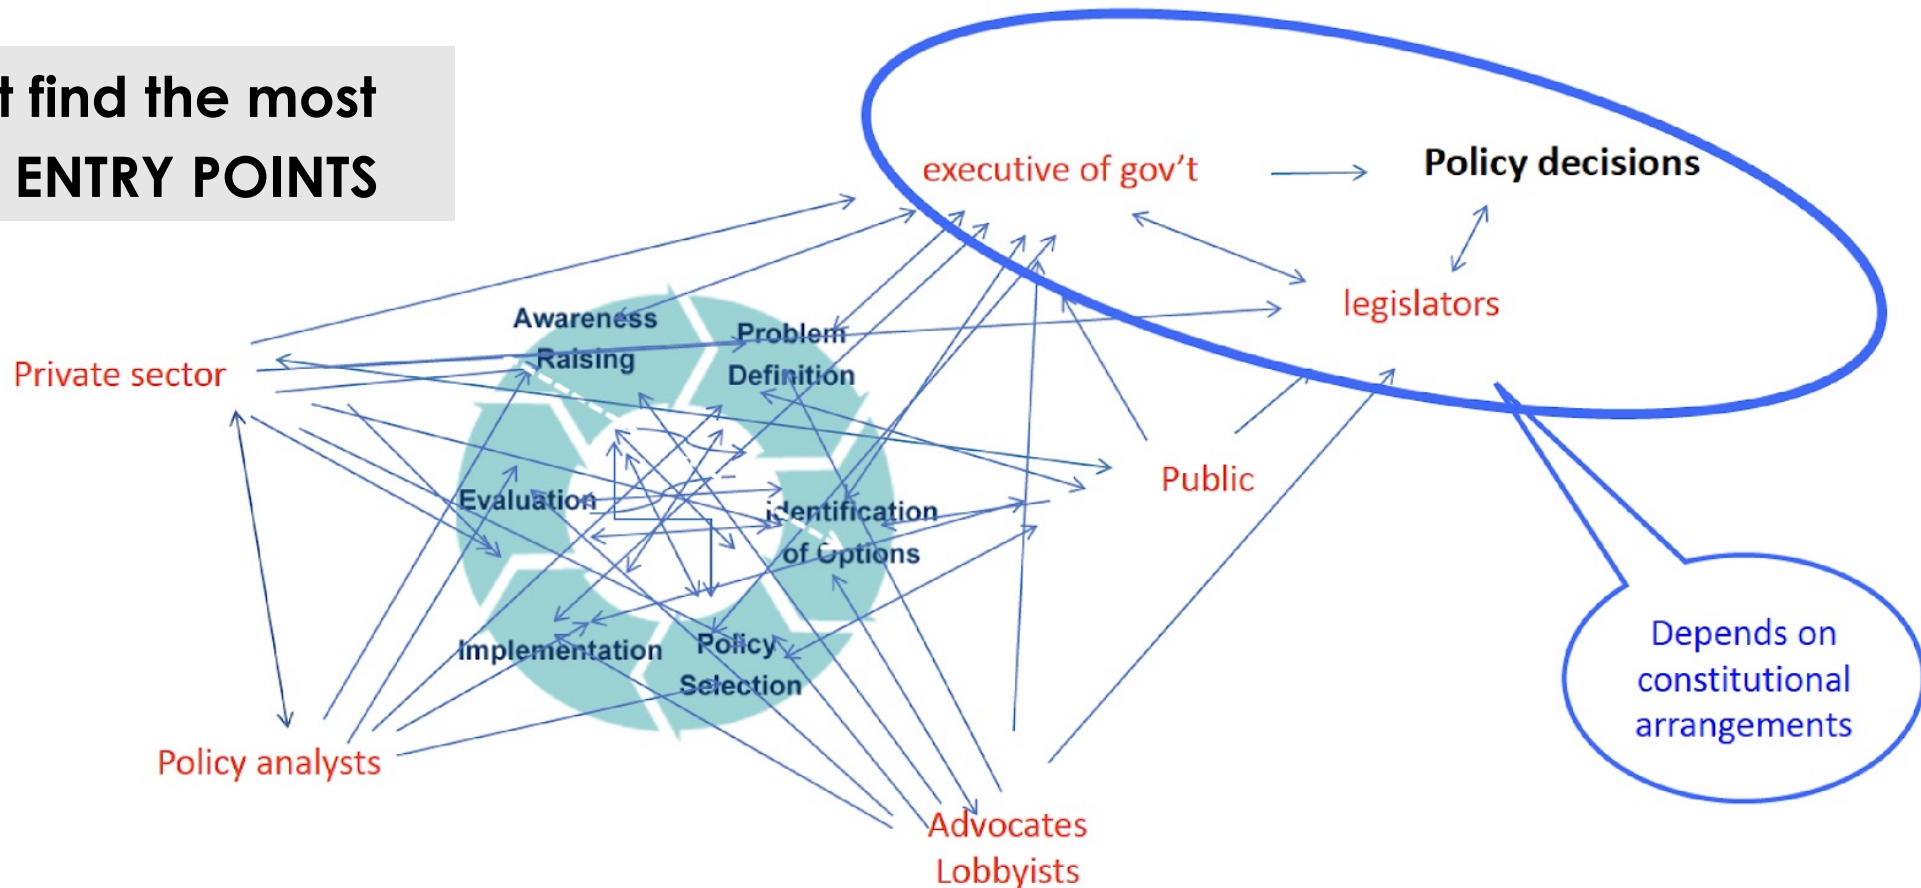 t find the most
ENTRY POINTS
executive of gov't
Policy decisions
legislators
Awareness
Raising
Problem
Definition
Private sector
Public
Evaluation
identification
of Options
Implementation
Policy
Selection
Policy analysts
Advocates
Lobbyists
Depends on
constitutional
arrangements